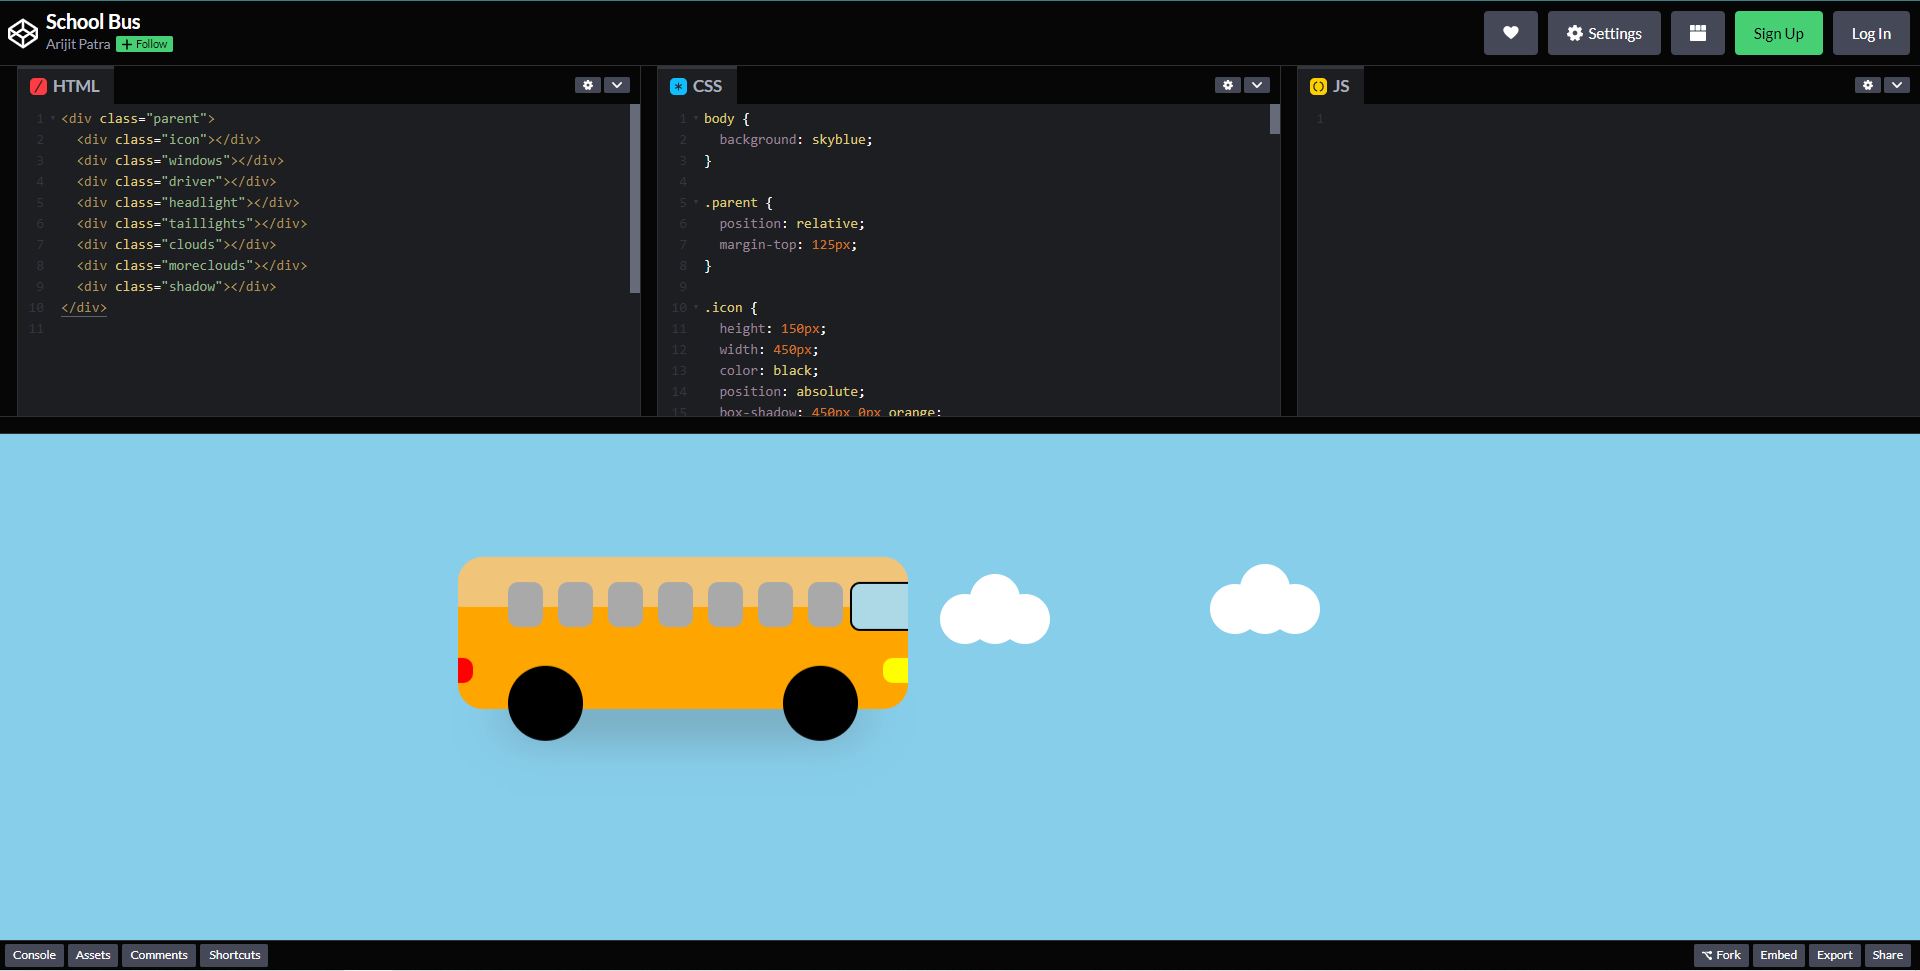 School Bus
Arijit Patra + Follow
Settings
Sign Up
Log In
HTML
1 <div class="parent">
2 <div class="icon"></div>
3 <div class="windows"></div>
4 <div class="driver"></div>
5 <div class="headlight"></div>
6 <div class="taillights"></div>
7 <div class="clouds"></div>
8 <div class="moreclouds"></div>
9 <div class="shadow"></div>
10 </div>
11
CSS
1 body {
2 background: skyblue;
3 }
4
5 .parent {
6 position: relative;
7 margin-top: 125px;
8 }
9
10 .icon {
11 height: 150px;
12 width: 450px;
13 color: black;
14 position: absolute;
15 box-shadow: 450px 0px orange;
JS
1
Console Assets Comments Shortcuts
Fork Embed Export Share